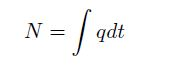 N = ∫ qdt